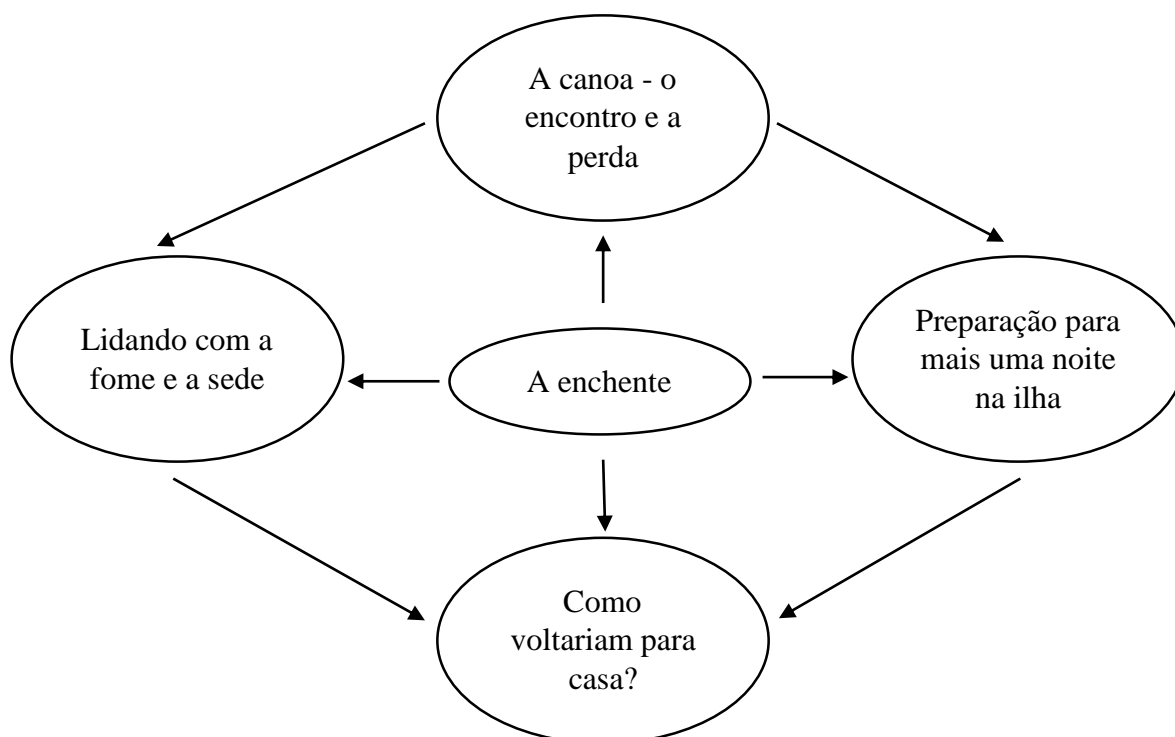 A canoa - o
encontro e a
perda
Lidando com a
fome e a sede
A enchente
Preparação para
mais uma noite
na ilha
Como
voltariam para
casa?